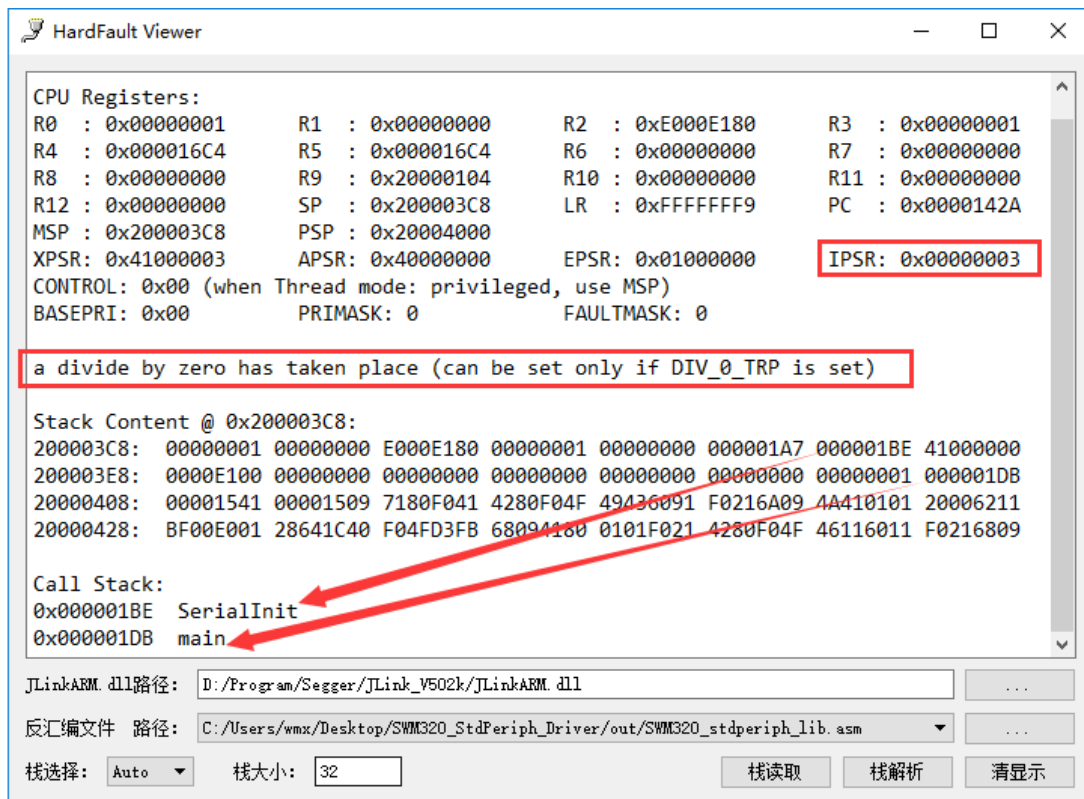 HardFault Viewer
CPU Registers:
R0  : 0x00000001      R1  : 0x00000000      R2  : 0xE000E180      R3  : 0x00000001
R4  : 0x000016C4      R5  : 0x000016C4      R6  : 0x00000000      R7  : 0x00000000
R8  : 0x00000000      R9  : 0x20000104      R10 : 0x00000000      R11 : 0x00000000
R12 : 0x00000000      SP  : 0x200003C8      LR  : 0xFFFFFFF9      PC  : 0x0000142A
MSP : 0x200003C8      PSP : 0x20004000
XPSR: 0x41000003      APSR: 0x40000000      EPSR: 0x01000000      IPSR: 0x00000003
CONTROL: 0x00 (when Thread mode: privileged, use MSP)
BASEPRI: 0x00         PRIMASK: 0            FAULTMASK: 0
a divide by zero has taken place (can be set only if DIV_0_TRP is set)
Stack Content @ 0x200003C8:
200003C8:  00000001 00000000 E000E180 00000001 00000000 000001A7 000001BE 41000000
200003E8:  0000E100 00000000 00000000 00000000 00000000 00000000 00000001 000001DB
20000408:  00001541 00001509 7180F041 4280F04F 49436091 F0216A09 4A410101 20006211
20000428:  BF00E001 28641C40 F04FD3FB 68094180 0101F021 4280F04F 46116011 F0216809
Call Stack:
0x000001BE  SerialInit
0x000001DB  main
JLinkARM.dll路径: D:/Program/Segger/JLink_V502k/JLinkARM.dll ...
反汇编文件 路径: C:/Users/wmx/Desktop/SWM320_StdPeriph_Driver/out/SWM320_stdperiph_lib.asm ...
栈选择: Auto 栈大小: 32 栈读取 栈解析 清显示